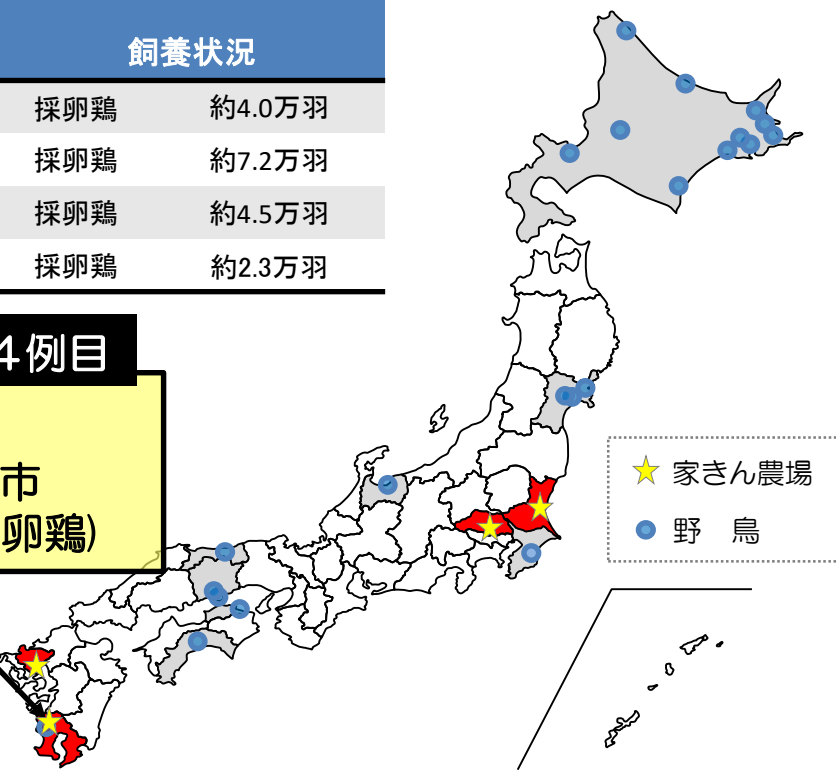 飼養状況
採卵鶏 約4.0万羽
採卵鶏 約7.2万羽
採卵鶏 約4.5万羽
採卵鶏 約2.3万羽
4例目
市
卵鶏)
家きん農場
野 鳥